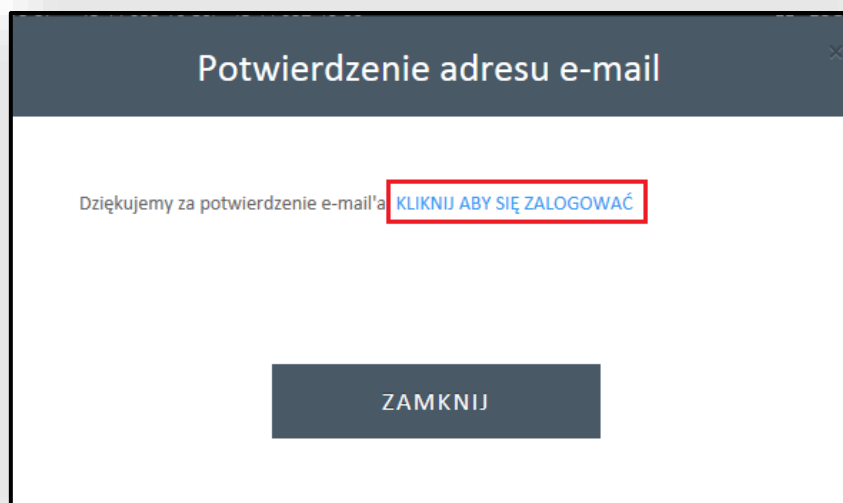 Potwierdzenie adresu e-mail
×
Dziękujemy za potwierdzenie e-mail'a KLIKNIJ ABY SIĘ ZALOGOWAĆ
ZAMKNIJ